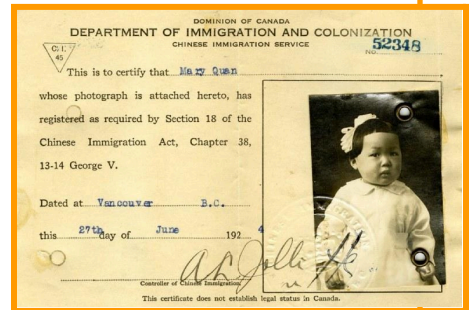 DOMINION OF CANADA
DEPARTMENT OF IMMIGRATION AND COLONIZATION
CHINESE IMMIGRATION SERVICE
No. 52348
C.I. 45
This is to certify that Mary Quan
whose photograph is attached hereto, has
registered as required by Section 18 of the
Chinese Immigration Act, Chapter 38,
13-14 George V.
Dated at Vancouver B.C.
this 27th day of June 1924
Controller of Chinese Immigration.
This certificate does not establish legal status in Canada.